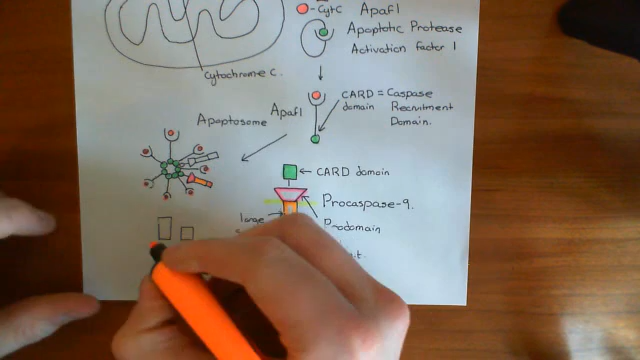 -CytC Apaf1
Apoptotic Protease
Activation factor 1
Cytochrome c.
CARD = Caspase
domain Recruitment
Domain.
Apaf1
Apoptosome
CARD domain
Procaspase-9.
large
Prodomain